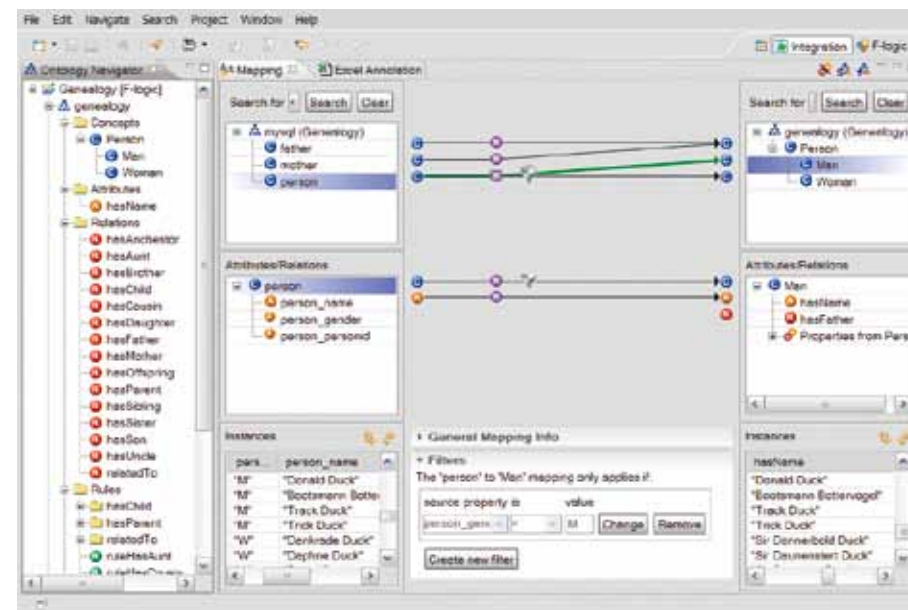 File Edit Navigate Search Project Window Help
Integration F-logic
Ontology Navigator
Genealogy [F-logic]
genealogy
Concepts
Person
Man
Woman
Attributes
hasName
Relations
hasAnchestor
hasAunt
hasBrother
hasChild
hasCousin
hasDaughter
hasFather
hasMother
hasOffspring
hasParent
hasSibling
hasSister
hasSon
hasUncle
relatedTo
Rules
hasChild
hasParent
relatedTo
ruleHasAunt
Mapping Excel Annotation
Search for Search Clear
mysql (Genealogy)
father
mother
person
Attributes/Relations
person
person_name
person_gender
person_personid
Instances
pers... person_name
"M" "Donald Duck"
"M" "Bootsmann Botter
"M" "Track Duck"
"M" "Trick Duck"
"W" "Denkrade Duck"
"W" "Daphne Duck"
General Mapping Info
Filters
The 'person' to 'Man' mapping only applies if:
source property is value
person_gen = M Change Remove
Create new filter
Search for Search Clear
genealogy (Genealogy)
Person
Man
Woman
Attributes/Relations
Man
hasName
hasFather
Properties from Pers
Instances
hasName
"Donald Duck"
"Bootsmann Bottervogel"
"Track Duck"
"Trick Duck"
"Sir Donnerbold Duck"
"Sir Daunenstert Duck"